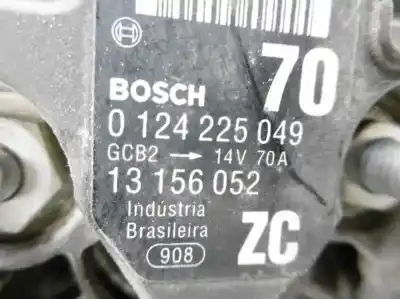 70
BOSCH
0 124 225 049
GCB2 → 14V 70A
13 156 052
Indústria
Brasileira
908
ZC